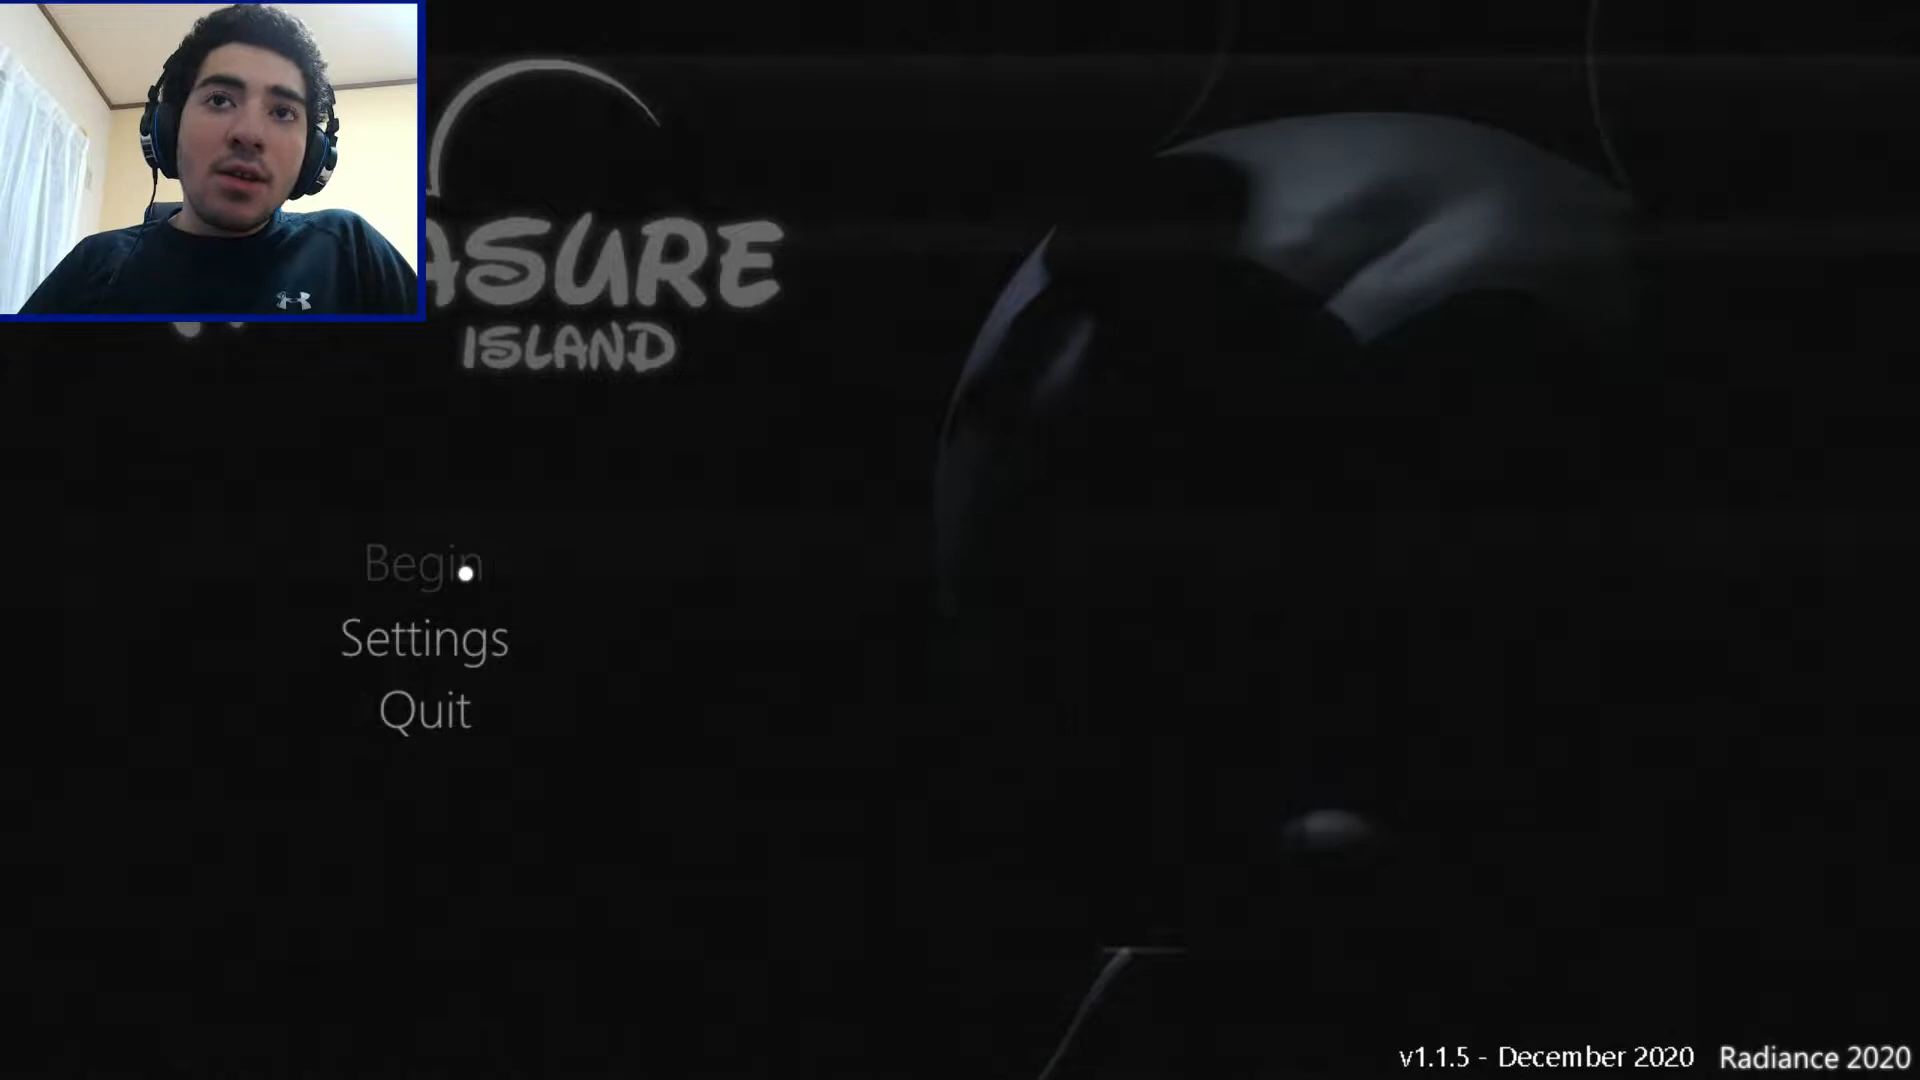 ASURE
ISLAND
Begin
Settings
Quit
v1.1.5 - December 2020 Radiance 2020